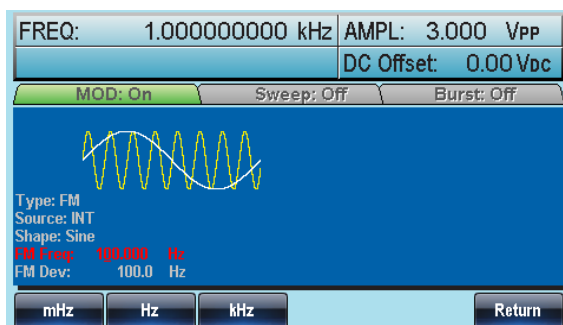 FREQ: 1.000000000 kHz AMPL: 3.000 VPP
DC Offset: 0.00 VDC
MOD: On Sweep: Off Burst: Off
Type: FM
Source: INT
Shape: Sine
FM Freq: 100.000 Hz
FM Dev: 100.0 Hz
mHz Hz kHz Return